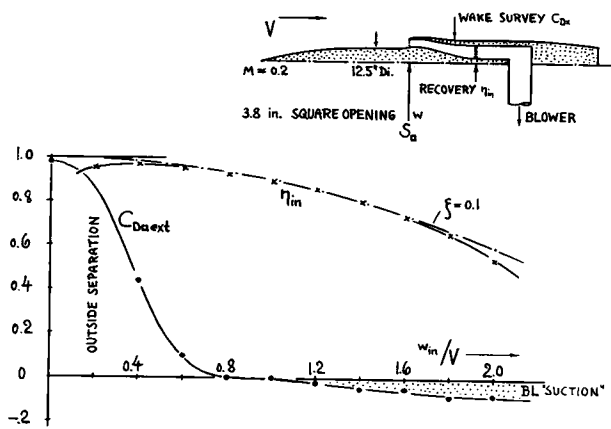 V
WAKE SURVEY C_Dx
M = 0.2
12.5" Di.
RECOVERY η_in
3.8 in. SQUARE OPENING
w
S_a
BLOWER
1.0
0.8
0.6
0.4
0.2
0
-.2
η_in
ξ = 0.1
C_Da ext
OUTSIDE SEPARATION
w_in/V
0.4
0.8
1.2
1.6
2.0
BL "SUCTION"